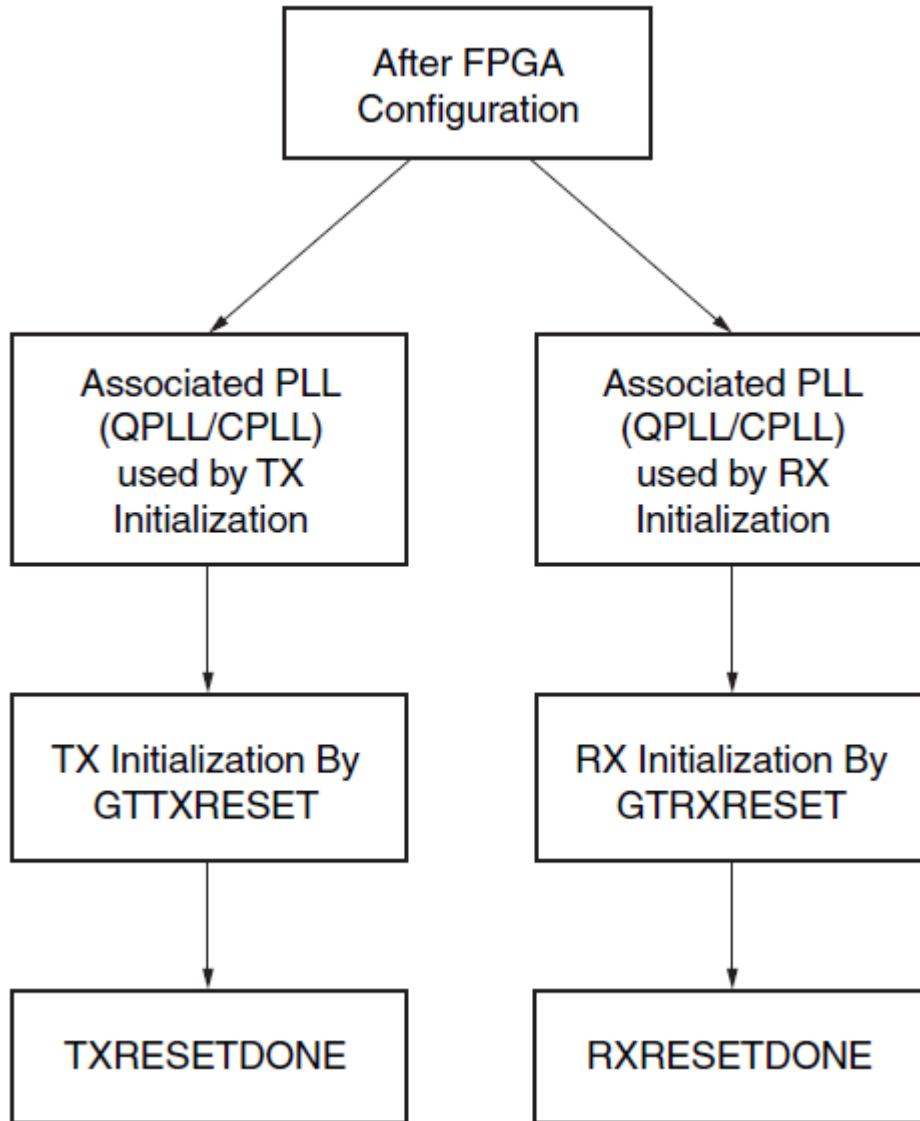 After FPGA
Configuration
Associated PLL
(QPLL/CPLL)
used by TX
Initialization
Associated PLL
(QPLL/CPLL)
used by RX
Initialization
TX Initialization By
GTTXRESET
RX Initialization By
GTRXRESET
TXRESETDONE
RXRESETDONE